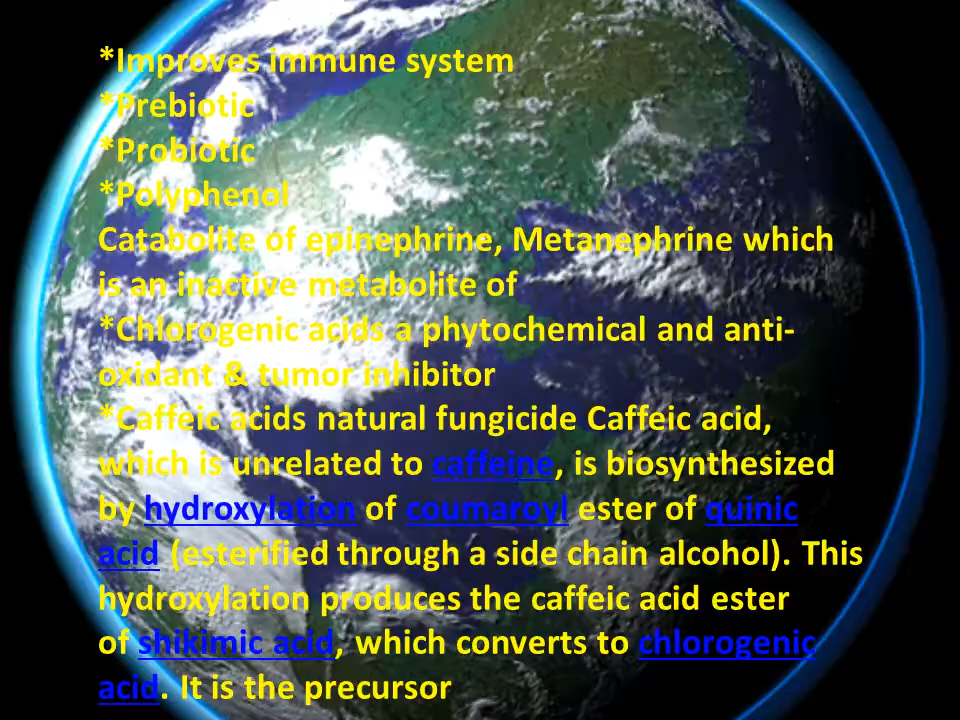 *Improves immune system
*Prebiotic
*Probiotic
*Polyphenol
Catabolite of epinephrine, Metanephrine which
is an inactive metabolite of
*Chlorogenic acids a phytochemical and anti-
oxidant & tumor inhibitor
*Caffeic acids natural fungicide Caffeic acid,
which is unrelated to caffeine, is biosynthesized
by hydroxylation of coumaroyl ester of quinic
acid (esterified through a side chain alcohol). This
hydroxylation produces the caffeic acid ester
of shikimic acid, which converts to chlorogenic
acid. It is the precursor